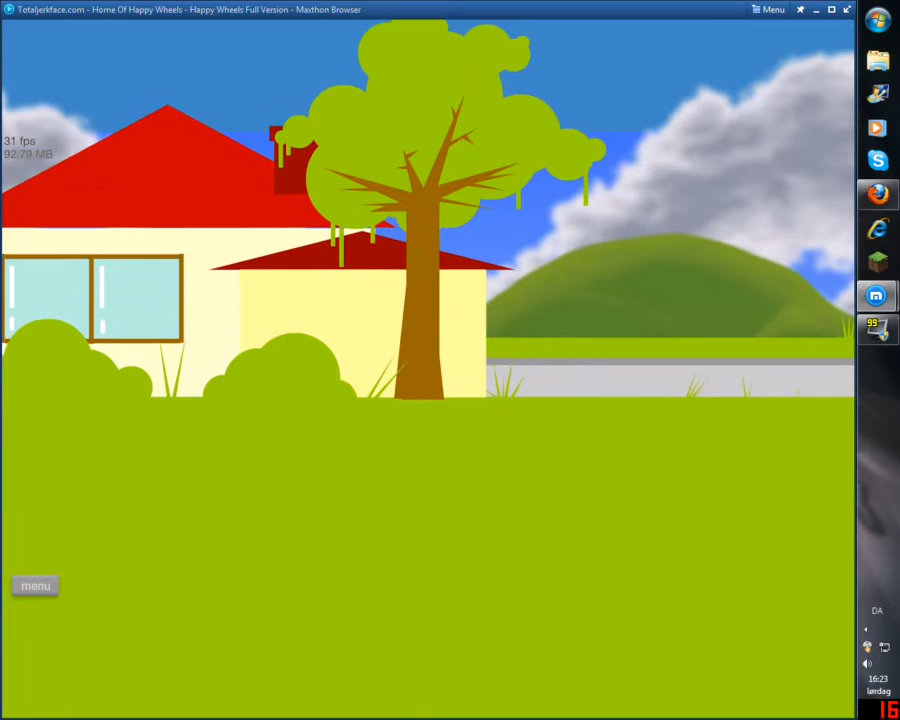 Totaljerkface.com - Home Of Happy Wheels - Happy Wheels Full Version - Maxthon Browser
Menu
31 fps
92.79 MB
menu
99
DA
16:23
lørdag
16